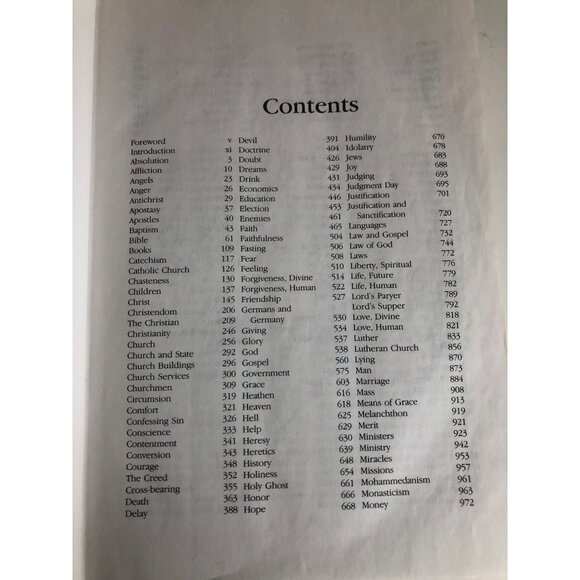 Contents
Foreword v
Introduction xi
Absolution 3
Affliction 10
Angels 23
Anger 26
Antichrist 29
Apostasy 37
Apostles 40
Baptism 43
Bible 61
Books 109
Catechism 117
Catholic Church 126
Chasteness 130
Children 137
Christ 145
Christendom 206
The Christian 209
Christianity 246
Church 256
Church and State 292
Church Buildings 296
Church Services 300
Churchmen 309
Circumsion 319
Comfort 321
Confessing Sin 326
Conscience 333
Contentment 341
Conversion 343
Courage 348
The Creed 352
Cross-bearing 355
Death 363
Delay 388
Devil 391
Doctrine 404
Doubt 426
Dreams 429
Drink 431
Economics 434
Education 446
Election 453
Enemies 461
Faith 465
Faithfulness 504
Fasting 506
Fear 508
Feeling 510
Forgiveness, Divine 514
Forgiveness, Human 522
Friendship 527
Germans and
Germany 530
Giving 534
Glory 537
God 538
Gospel 560
Government 575
Grace 603
Heathen 616
Heaven 618
Hell 625
Help 629
Heresy 630
Heretics 639
History 648
Holiness 654
Holy Ghost 661
Honor 666
Hope 668
Humility 670
Idolatry 678
Jews 683
Joy 688
Judging 693
Judgment Day 695
Justification 701
Justification and
Sanctification 720
Languages 727
Law and Gospel 732
Law of God 744
Laws 772
Liberty, Spiritual 776
Life, Future 779
Life, Human 782
Lord's Paryer 789
Lord's Supper 792
Love, Divine 818
Love, Human 821
Luther 833
Lutheran Church 856
Lying 870
Man 873
Marriage 884
Mass 908
Means of Grace 913
Melanchthon 919
Merit 921
Ministers 923
Ministry 942
Miracles 953
Missions 957
Mohammedanism 961
Monasticism 963
Money 972